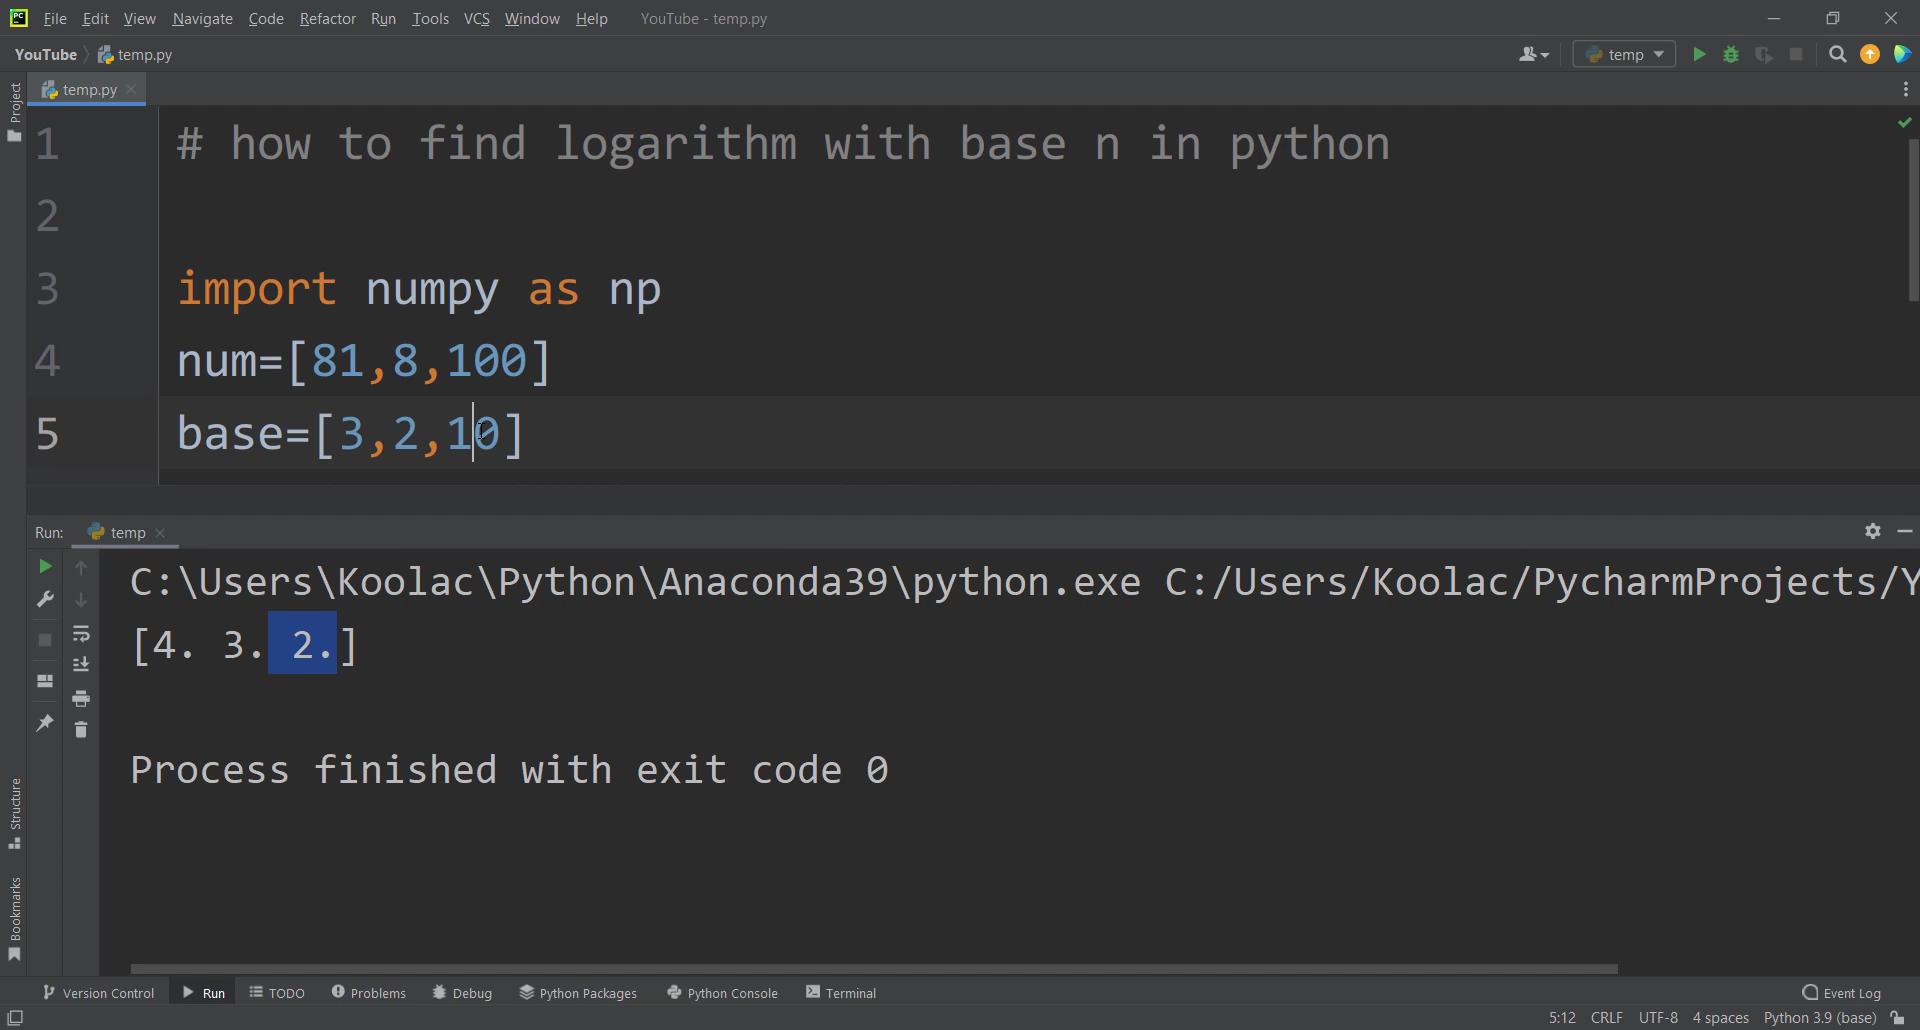 File Edit View Navigate Code Refactor Run Tools VCS Window Help YouTube - temp.py
YouTube temp.py temp
Project
temp.py
1 # how to find logarithm with base n in python
2
3 import numpy as np
4 num=[81,8,100]
5 base=[3,2,10]
Run: temp
C:\Users\Koolac\Python\Anaconda39\python.exe C:/Users/Koolac/PycharmProjects/Y
[4. 3. 2.]
Process finished with exit code 0
Structure
Bookmarks
Version Control Run TODO Problems Debug Python Packages Python Console Terminal Event Log
5:12 CRLF UTF-8 4 spaces Python 3.9 (base)